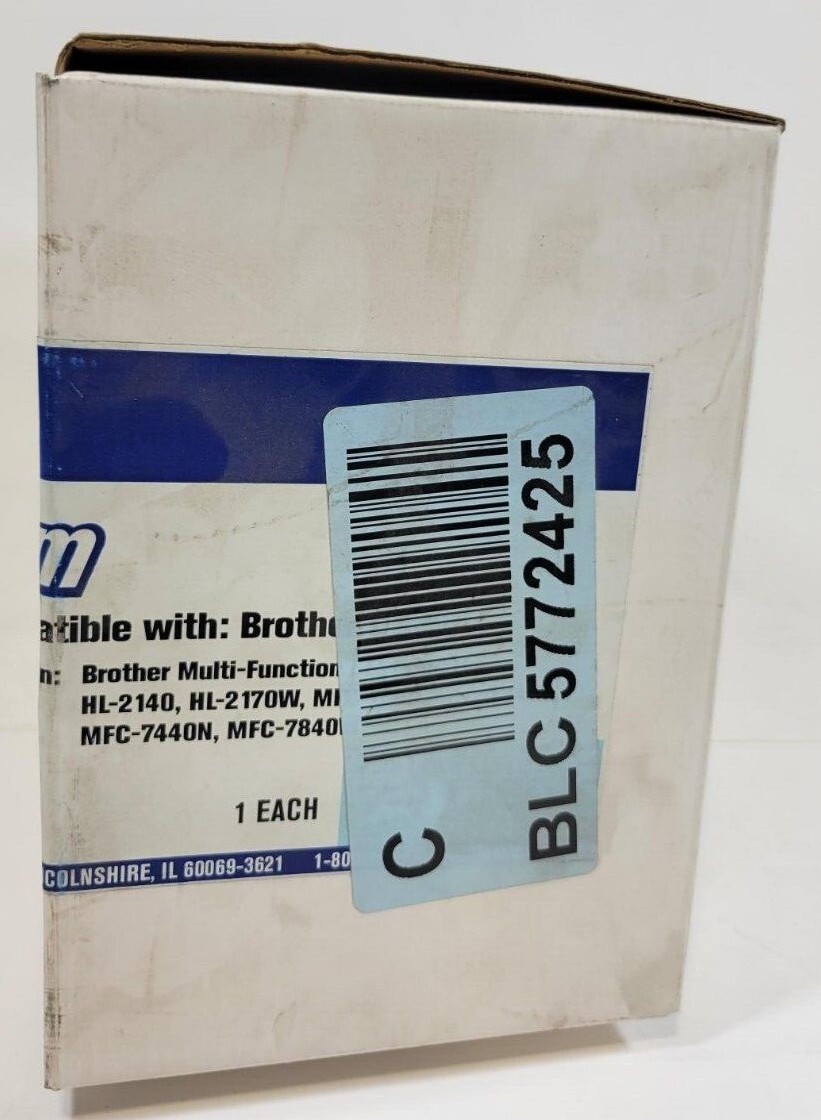 m
atible with: Brothe
n: Brother Multi-Function
HL-2140, HL-2170W, M
MFC-7440N, MFC-7840
1 EACH
COLNSHIRE, IL 60069-3621 1-80
C
BLC 5772425